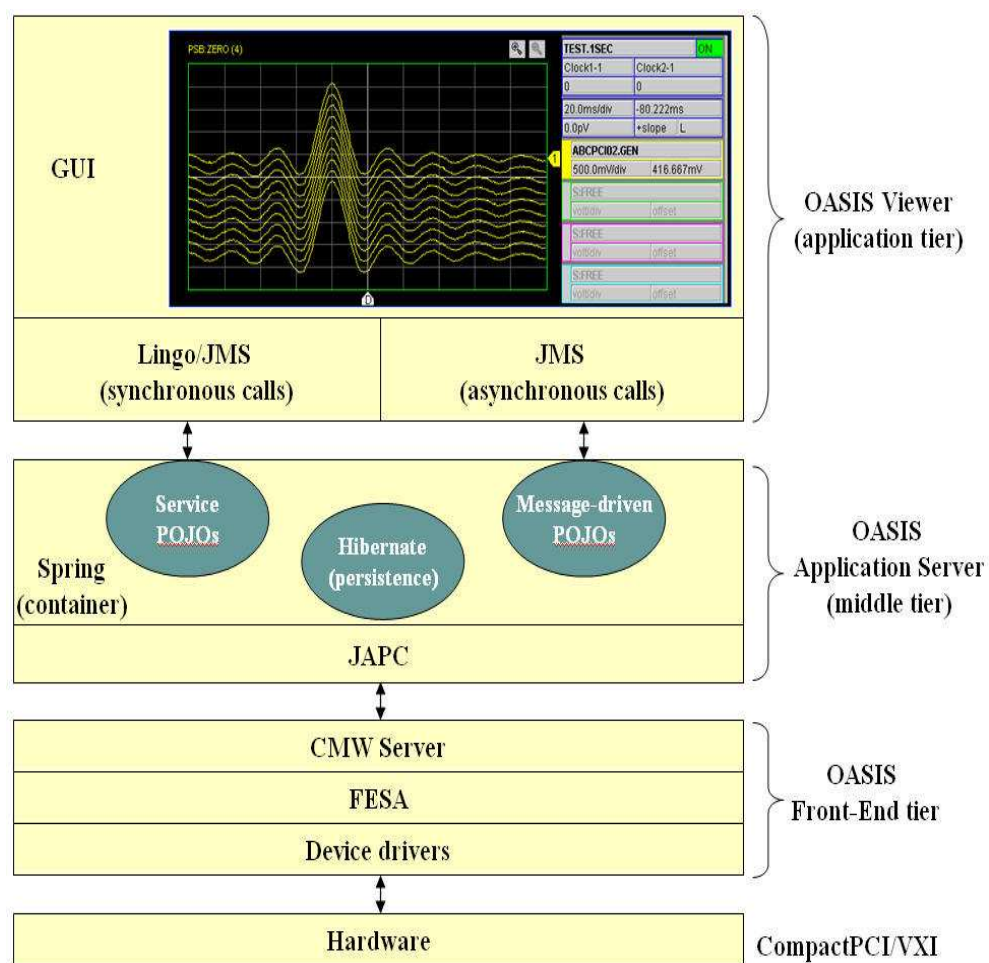 PSB:ZERO (4)
TEST.1SEC ON
Clock1-1 Clock2-1
0 0
20.0ms/div -80.222ms
0.0pV +slope L
1
ABCPCI02.GEN
500.0mV/div 416.667mV
S:FREE
volt/div offset
S:FREE
volt/div offset
S:FREE
volt/div offset
D
GUI
OASIS Viewer
(application tier)
Lingo/JMS
(synchronous calls)
JMS
(asynchronous calls)
Service
POJOs
Message-driven
POJOs
Hibernate
(persistence)
Spring
(container)
OASIS
Application Server
(middle tier)
JAPC
CMW Server
FESA
Device drivers
OASIS
Front-End tier
Hardware
CompactPCI/VXI